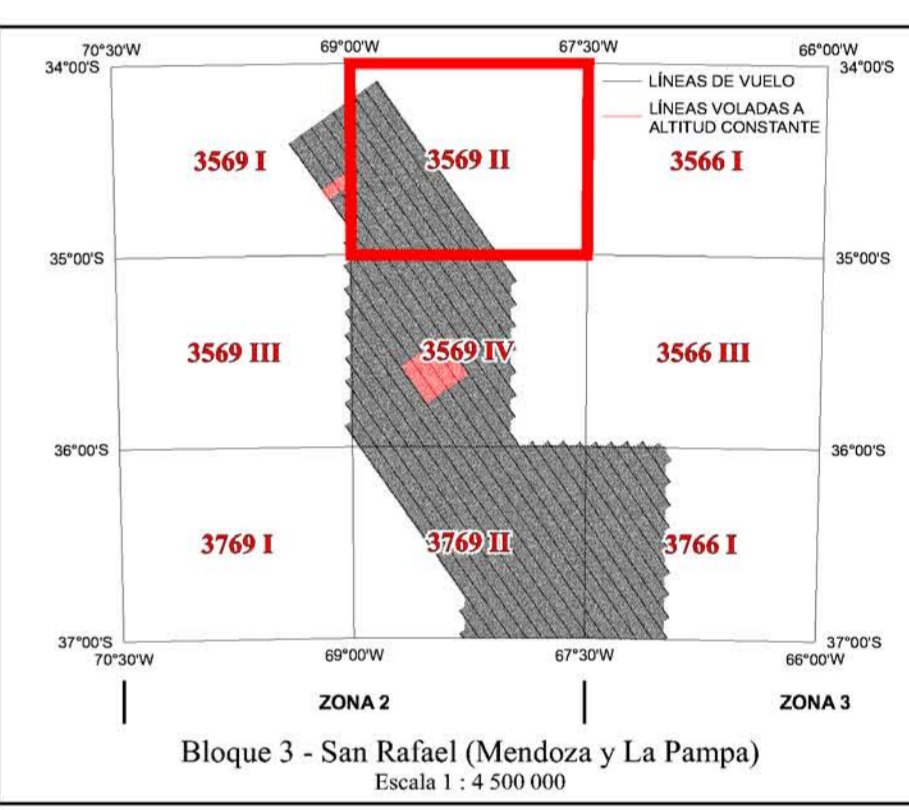 70°30'W 69°00'W 67°30'W 66°00'W
34°00'S 34°00'S
LÍNEAS DE VUELO
LÍNEAS VOLADAS A
ALTITUD CONSTANTE
3569 I 3569 II 3566 I
35°00'S 35°00'S
3569 III 3569 IV 3566 III
36°00'S 36°00'S
3769 I 3769 II 3766 I
37°00'S 37°00'S
70°30'W 69°00'W 67°30'W 66°00'W
ZONA 2 ZONA 3
Bloque 3 - San Rafael (Mendoza y La Pampa)
Escala 1 : 4 500 000